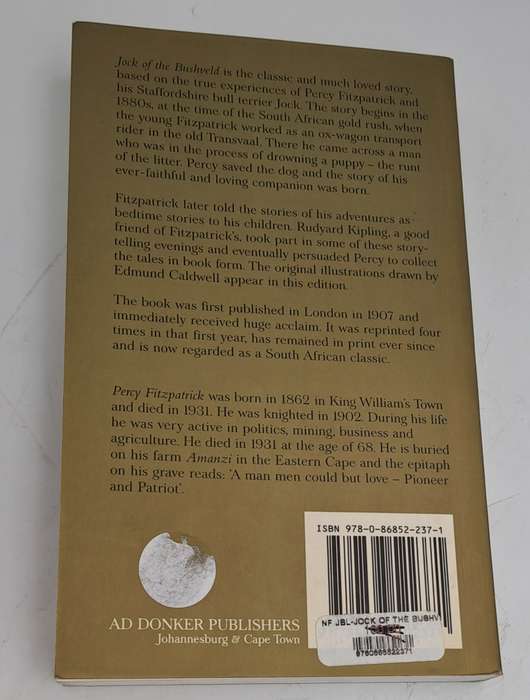 Jock of the Bushveld is the classic and much loved story,
based on the true experiences of Percy Fitzpatrick and
his Staffordshire bull terrier Jock. The story begins in the
1880s, at the time of the South African gold rush, when
the young Fitzpatrick worked as an ox-wagon transport
rider in the old Transvaal. There he came across a man
who was in the process of drowning a puppy – the runt
of the litter. Percy saved the dog and the story of his
ever-faithful and loving companion was born.
Fitzpatrick later told the stories of his adventures as
bedtime stories to his children. Rudyard Kipling, a good
friend of Fitzpatrick's, took part in some of these story-
telling evenings and eventually persuaded Percy to collect
the tales in book form. The original illustrations drawn by
Edmund Caldwell appear in this edition.
The book was first published in London in 1907 and
immediately received huge acclaim. It was reprinted four
times in that first year, has remained in print ever since
and is now regarded as a South African classic.
Percy Fitzpatrick was born in 1862 in King William's Town
and died in 1931. He was knighted in 1902. During his life
he was very active in politics, mining, business and
agriculture. He died in 1931 at the age of 68. He is buried
on his farm Amanzi in the Eastern Cape and the epitaph
on his grave reads: 'A man men could but love – Pioneer
and Patriot'.
ISBN 978-0-86852-237-1
AD DONKER PUBLISHERS
Johannesburg & Cape Town
NF JBL-JOCK OF THE BUSHV
9780868522371